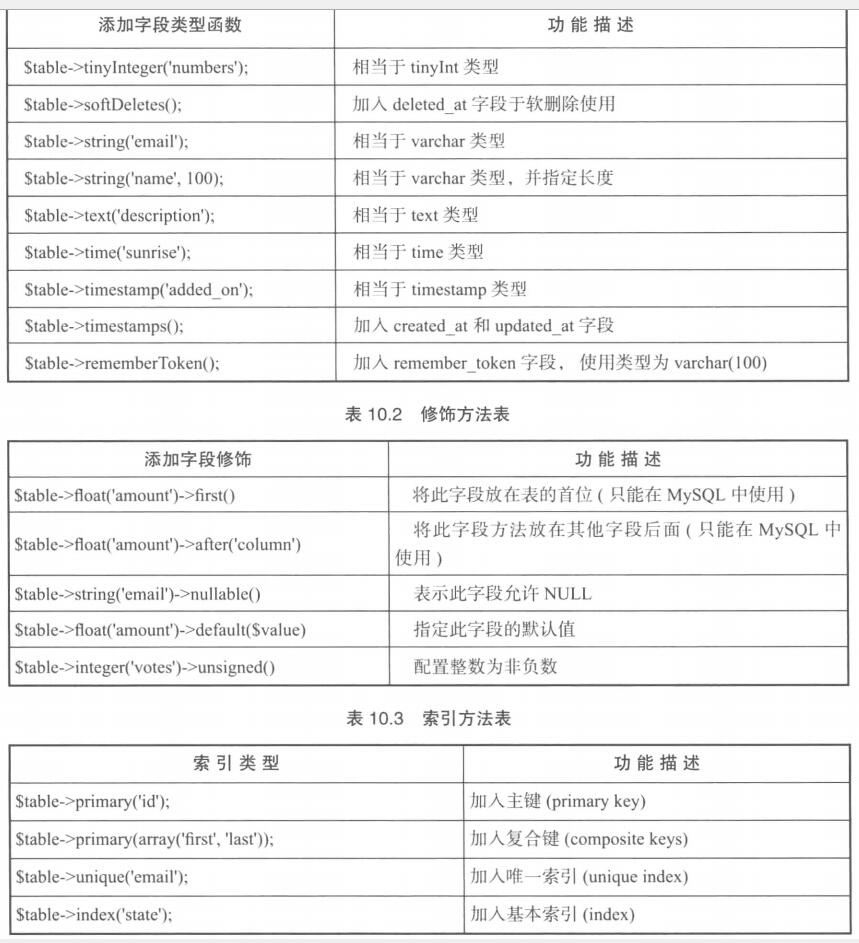 添加字段类型函数 功能描述
$table->tinyInteger('numbers'); 相当于 tinyInt 类型
$table->softDeletes(); 加入 deleted_at 字段于软删除使用
$table->string('email'); 相当于 varchar 类型
$table->string('name', 100); 相当于 varchar 类型，并指定长度
$table->text('description'); 相当于 text 类型
$table->time('sunrise'); 相当于 time 类型
$table->timestamp('added_on'); 相当于 timestamp 类型
$table->timestamps(); 加入 created_at 和 updated_at 字段
$table->rememberToken(); 加入 remember_token 字段， 使用类型为 varchar(100)
表 10.2 修饰方法表
添加字段修饰 功能描述
$table->float('amount')->first() 将此字段放在表的首位 ( 只能在 MySQL 中使用 )
$table->float('amount')->after('column') 将此字段方法放在其他字段后面 ( 只能在 MySQL 中
使用 )
$table->string('email')->nullable() 表示此字段允许 NULL
$table->float('amount')->default($value) 指定此字段的默认值
$table->integer('votes')->unsigned() 配置整数为非负数
表 10.3 索引方法表
索引类型 功能描述
$table->primary('id'); 加入主键 (primary key)
$table->primary(array('first', 'last')); 加入复合键 (composite keys)
$table->unique('email'); 加入唯一索引 (unique index)
$table->index('state'); 加入基本索引 (index)